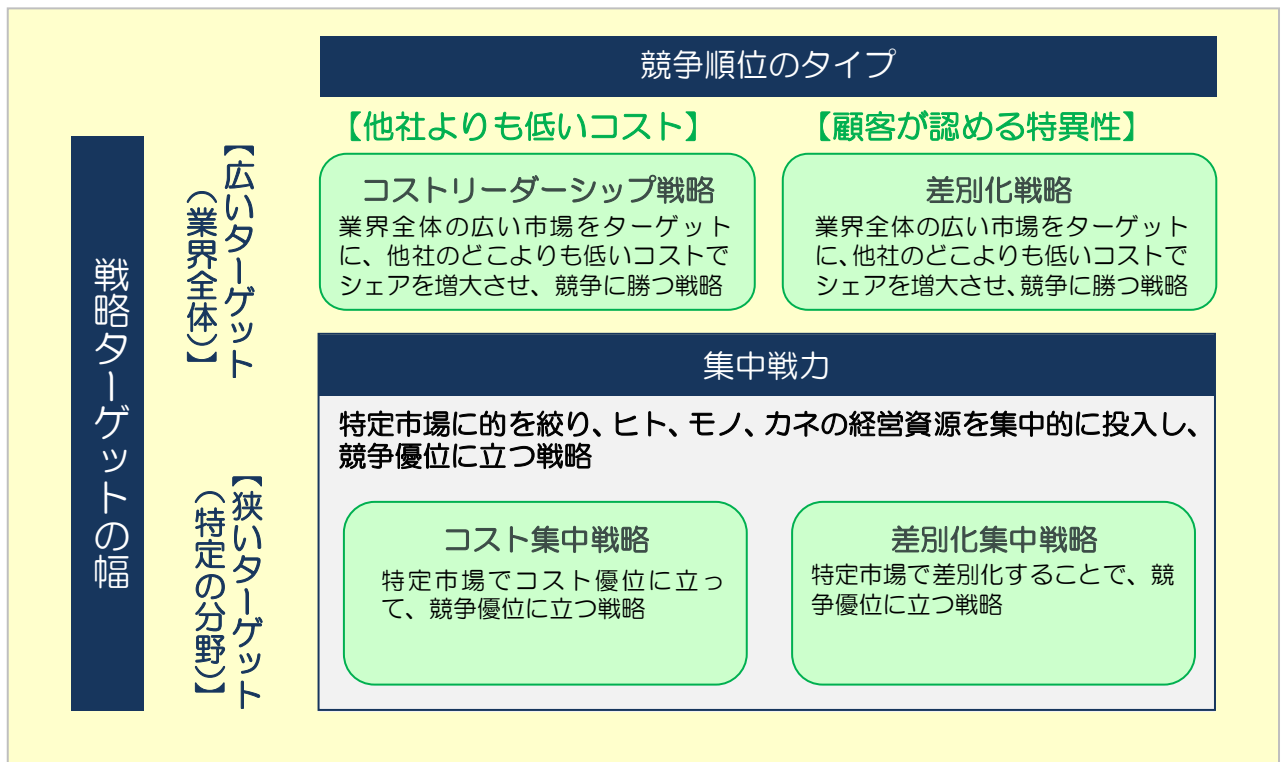 競争順位のタイプ
【他社よりも低いコスト】
【顧客が認める特異性】
戦略ターゲットの幅
【広いターゲット
（業界全体）】
コストリーダーシップ戦略
業界全体の広い市場をターゲット
に、他社のどこよりも低いコストで
シェアを増大させ、競争に勝つ戦略
差別化戦略
業界全体の広い市場をターゲット
に、他社のどこよりも低いコストで
シェアを増大させ、競争に勝つ戦略
【狭いターゲット
（特定の分野）】
集中戦力
特定市場に的を絞り、ヒト、モノ、カネの経営資源を集中的に投入し、
競争優位に立つ戦略
コスト集中戦略
特定市場でコスト優位に立っ
て、競争優位に立つ戦略
差別化集中戦略
特定市場で差別化することで、競
争優位に立つ戦略